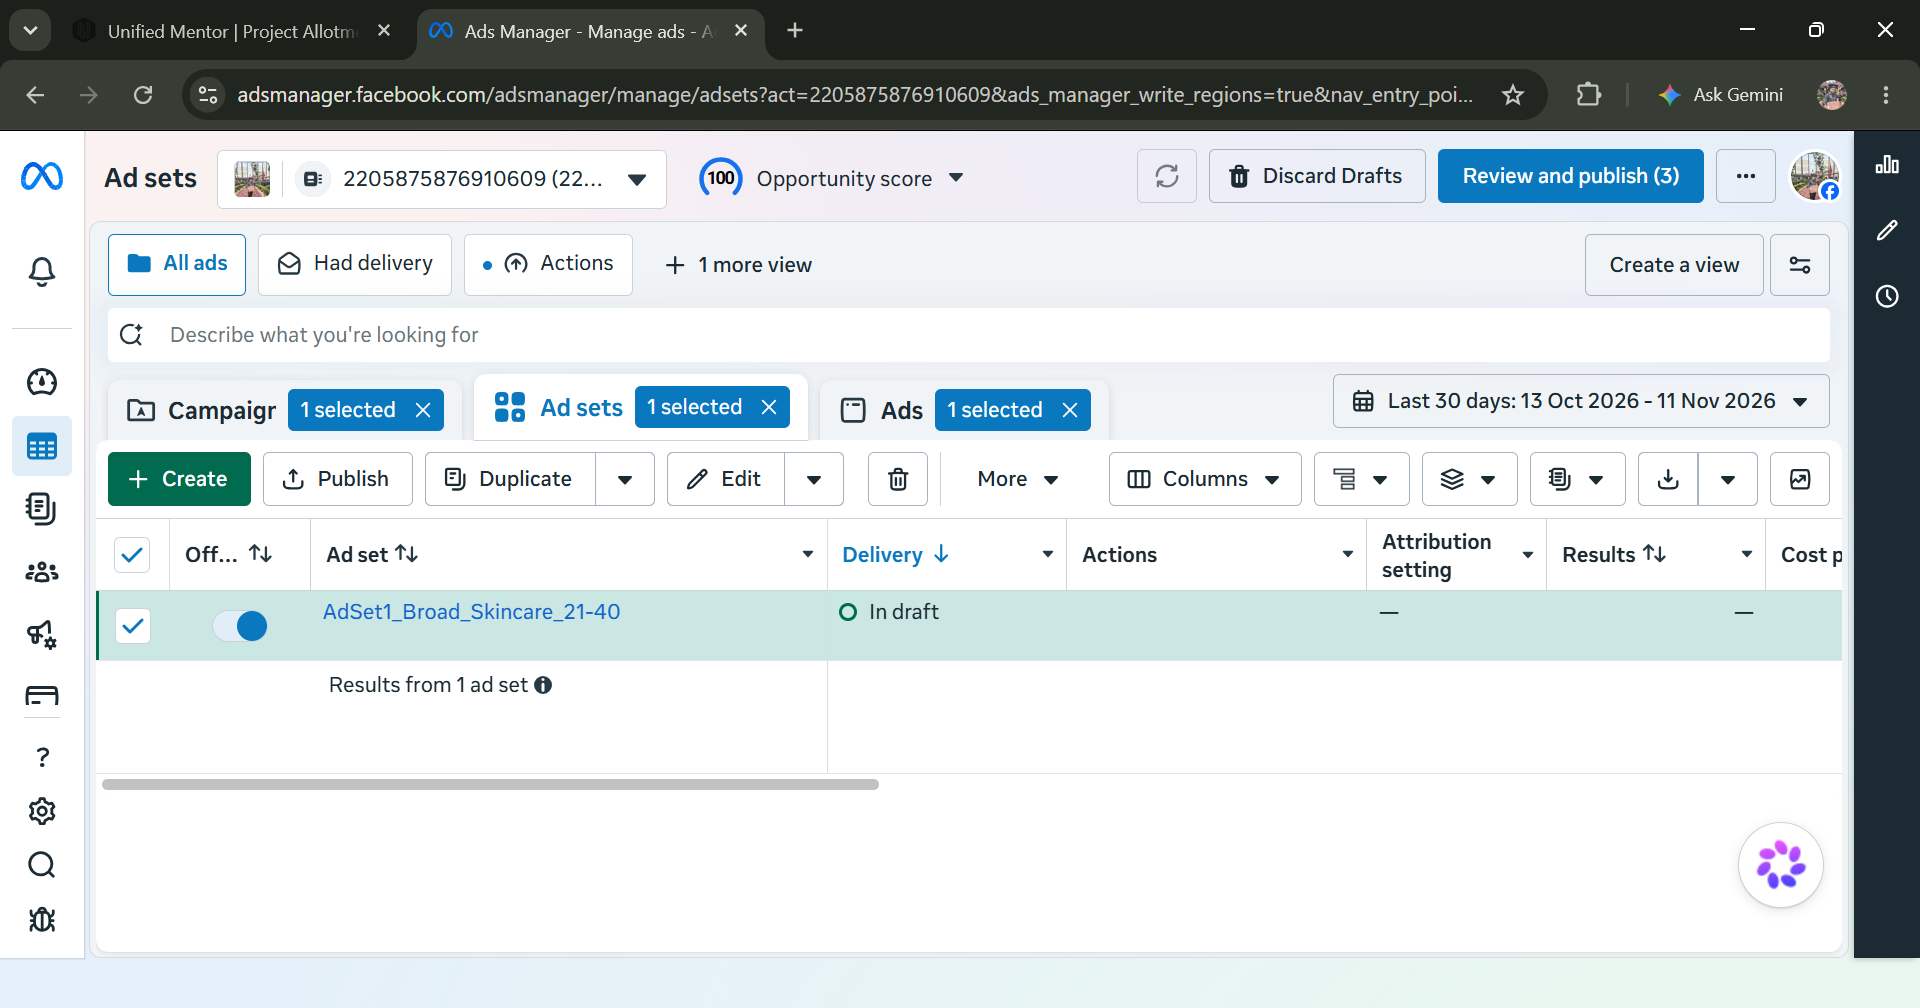 Unified Mentor | Project Allotm
Ads Manager - Manage ads - A
adsmanager.facebook.com/adsmanager/manage/adsets?act=2205875876910609&ads_manager_write_regions=true&nav_entry_poi...
Ask Gemini
Ad sets
2205875876910609 (22...
100
Opportunity score
Discard Drafts
Review and publish (3)
All ads
Had delivery
Actions
1 more view
Create a view
Describe what you're looking for
Campaign
1 selected
Ad sets
1 selected
Ads
1 selected
Last 30 days: 13 Oct 2026 - 11 Nov 2026
Create
Publish
Duplicate
Edit
More
Columns
Off...
Ad set
Delivery
Actions
Attribution
setting
Results
Cost p
AdSet1_Broad_Skincare_21-40
In draft
—
—
Results from 1 ad set